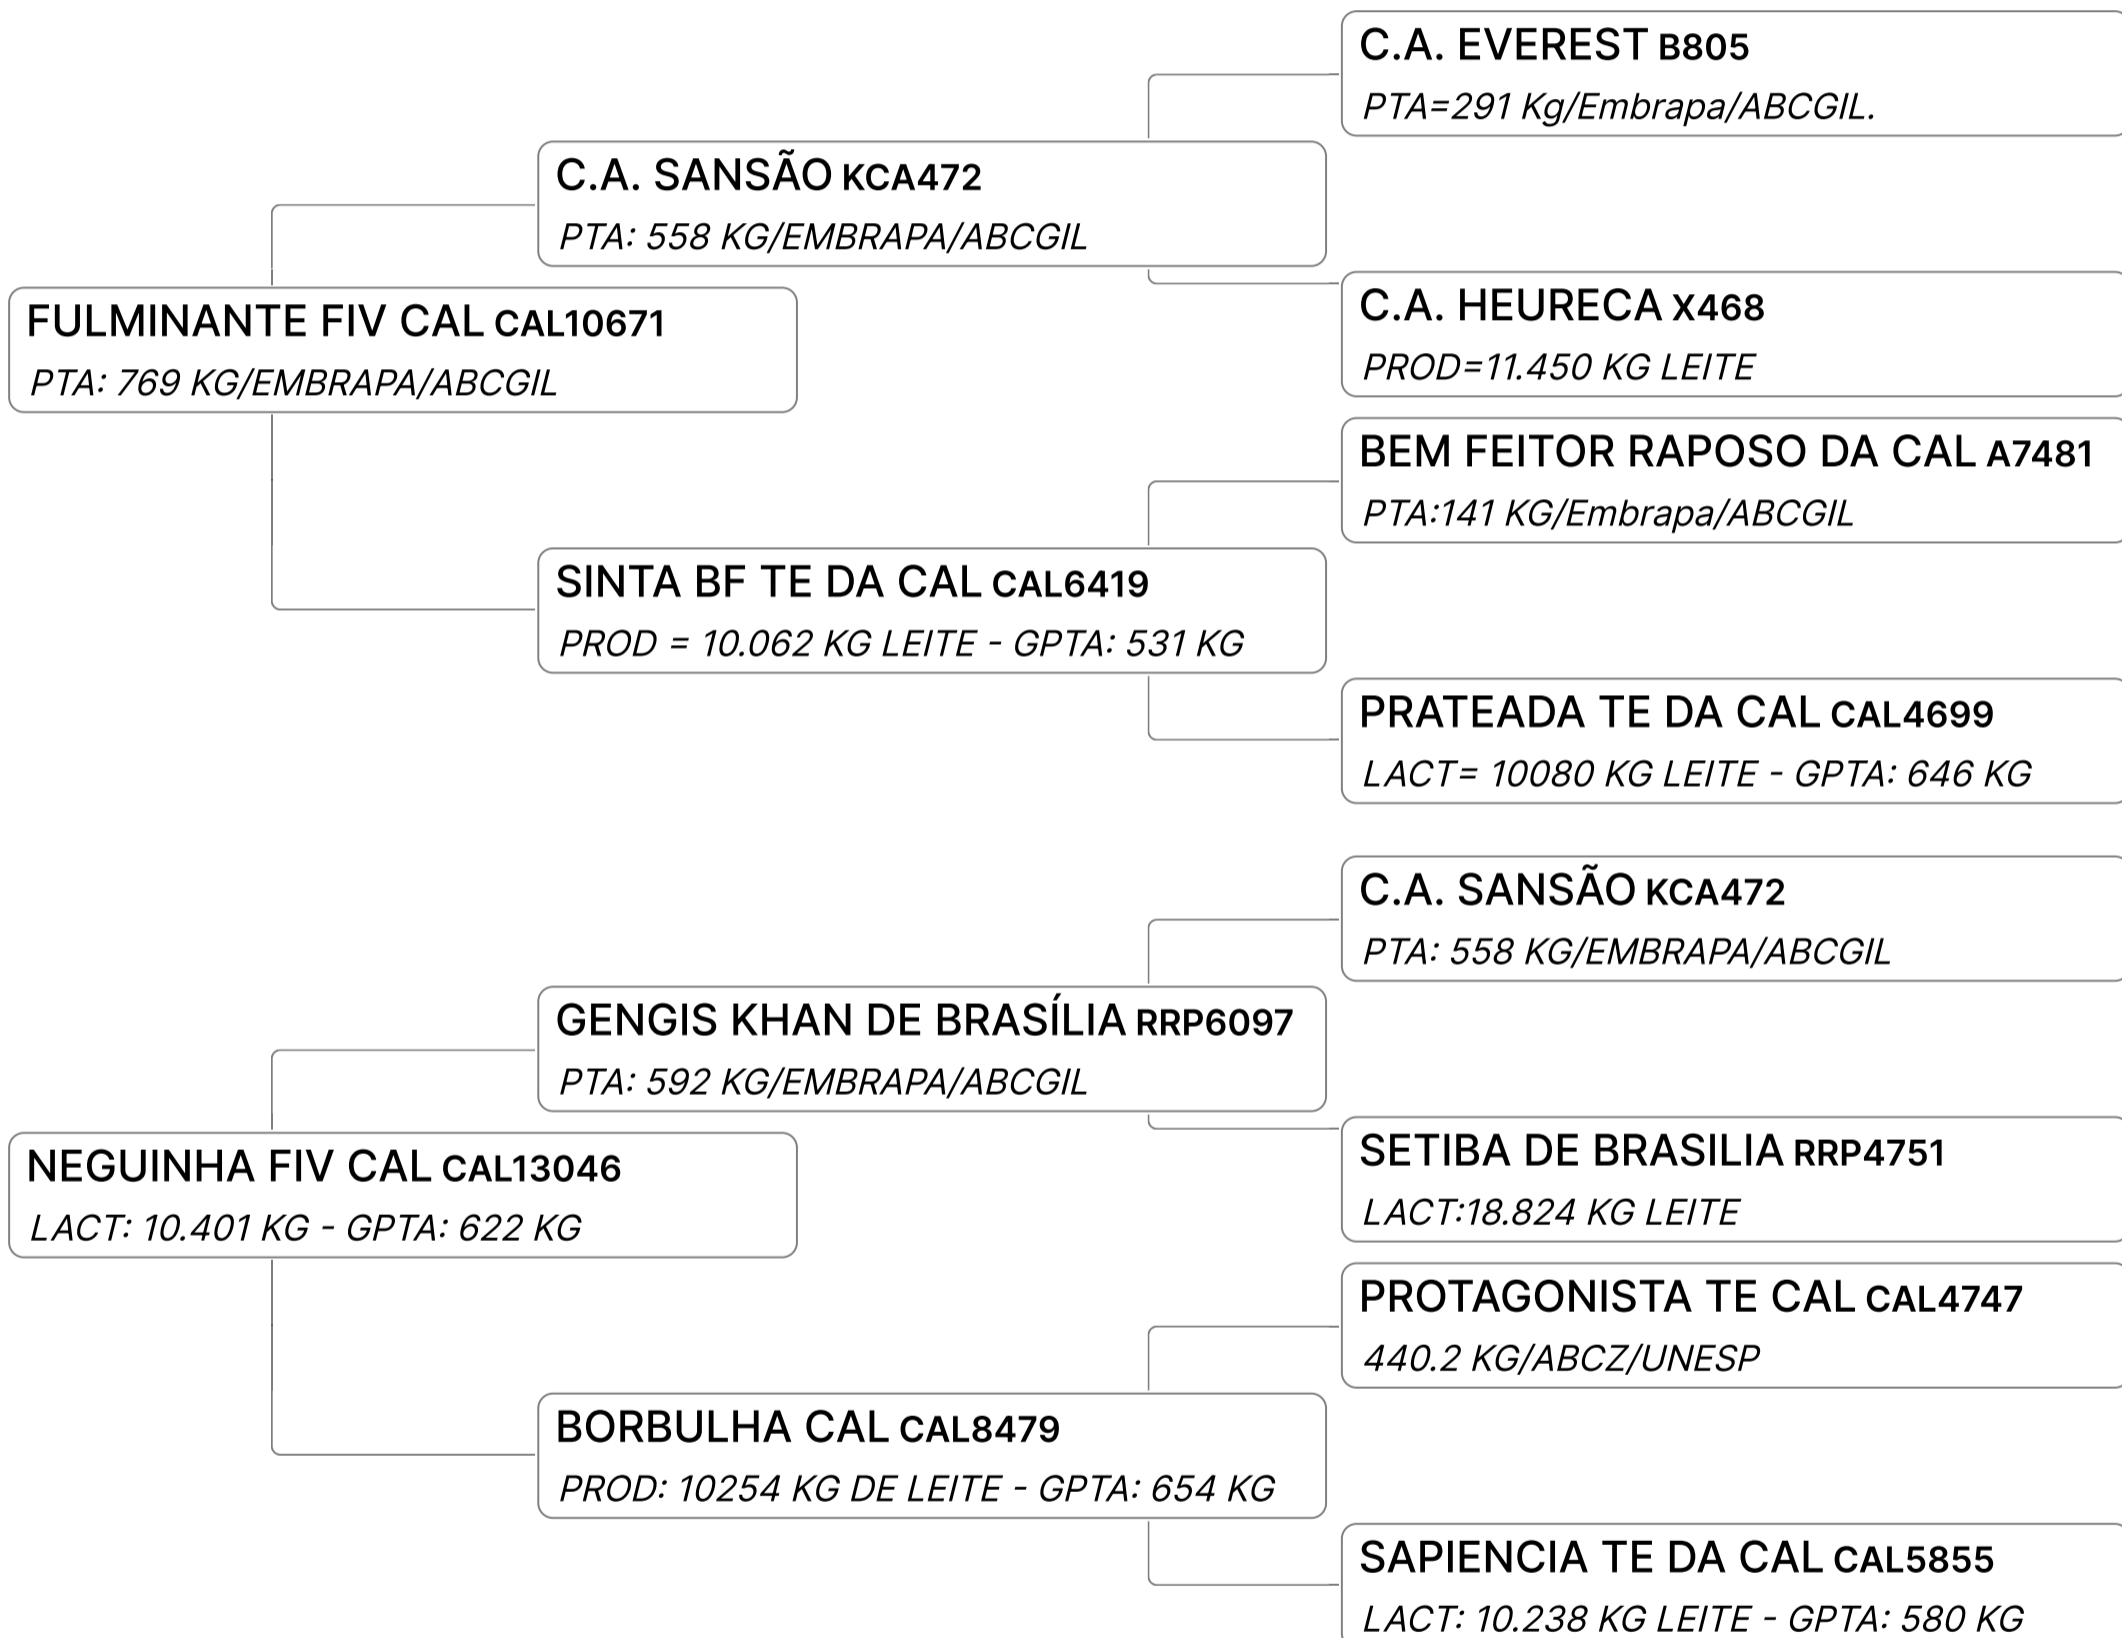 C.A. EVEREST B805
PTA=291 Kg/Embrapa/ABCGIL.
C.A. SANSÃO KCA472
PTA: 558 KG/EMBRAPA/ABCGIL
C.A. HEURECA X468
PROD=11.450 KG LEITE
FULMINANTE FIV CAL CAL10671
PTA: 769 KG/EMBRAPA/ABCGIL
BEM FEITOR RAPOSO DA CAL A7481
PTA:141 KG/Embrapa/ABCGIL
SINTA BF TE DA CAL CAL6419
PROD = 10.062 KG LEITE - GPTA: 531 KG
PRATEADA TE DA CAL CAL4699
LACT= 10080 KG LEITE - GPTA: 646 KG
C.A. SANSÃO KCA472
PTA: 558 KG/EMBRAPA/ABCGIL
GENGIS KHAN DE BRASÍLIA RRP6097
PTA: 592 KG/EMBRAPA/ABCGIL
SETIBA DE BRASILIA RRP4751
LACT:18.824 KG LEITE
NEGUINHA FIV CAL CAL13046
LACT: 10.401 KG - GPTA: 622 KG
PROTAGONISTA TE CAL CAL4747
440.2 KG/ABCZ/UNESP
BORBULHA CAL CAL8479
PROD: 10254 KG DE LEITE - GPTA: 654 KG
SAPIENCIA TE DA CAL CAL5855
LACT: 10.238 KG LEITE - GPTA: 580 KG